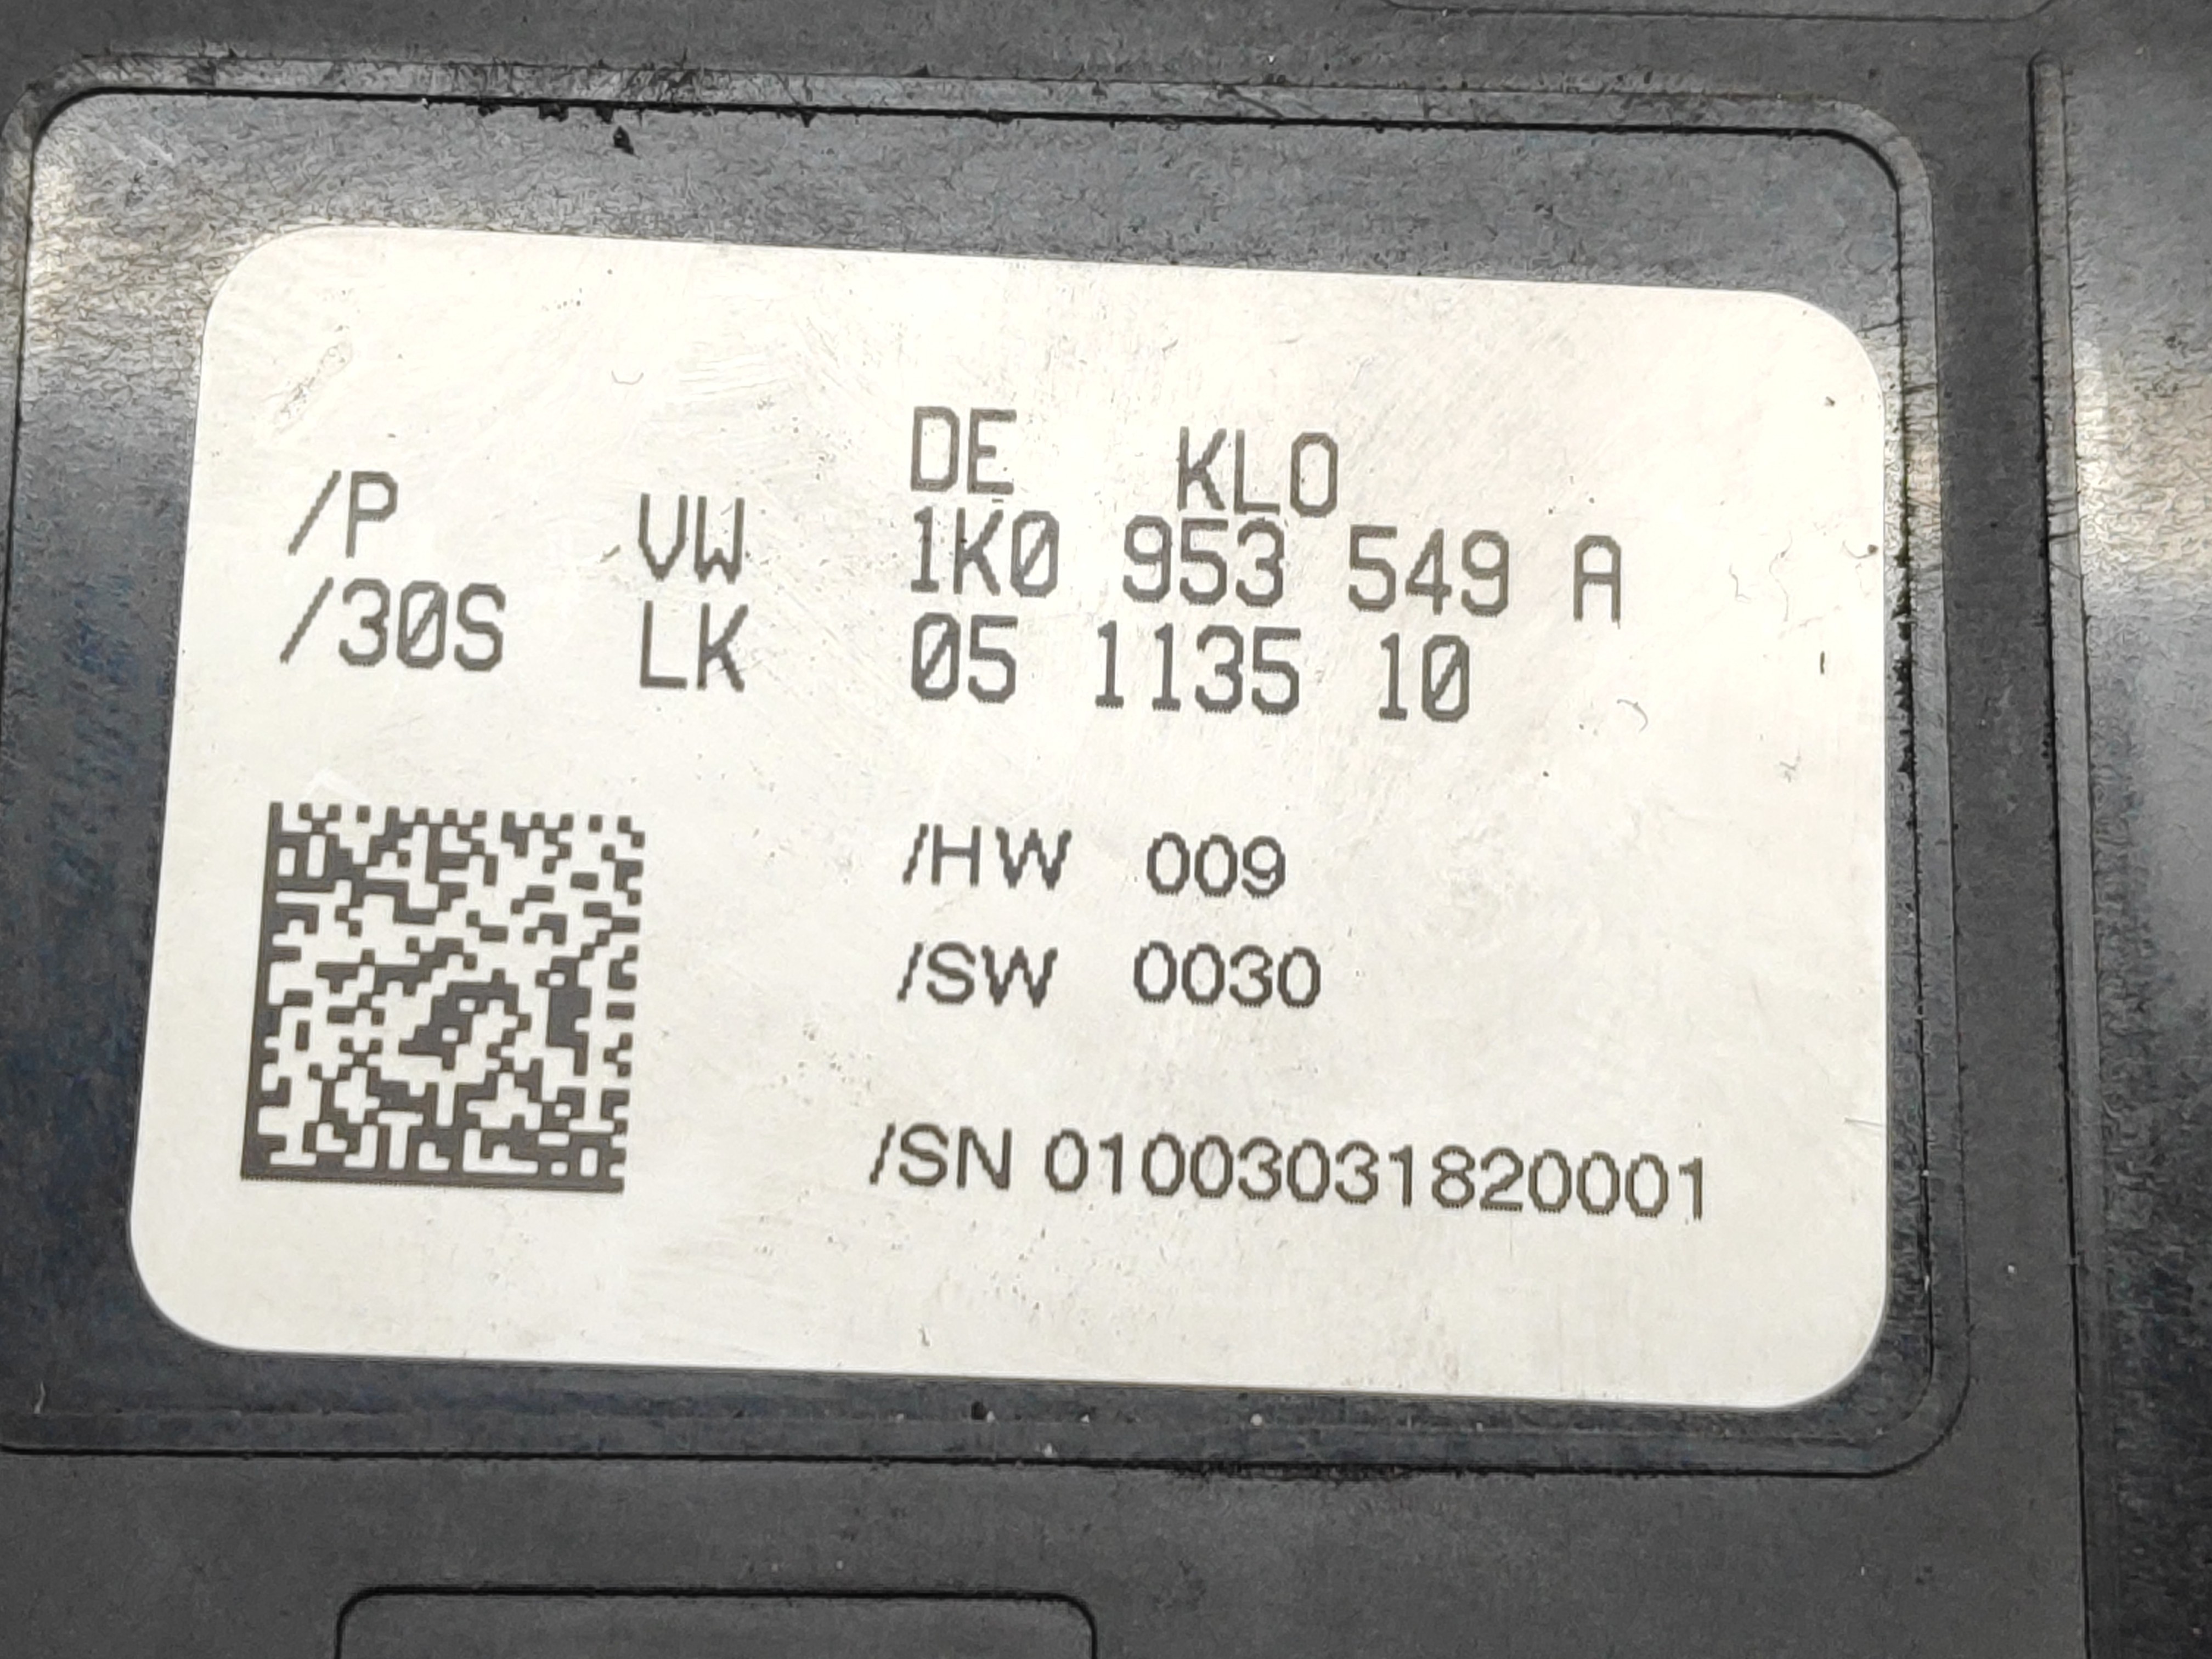 DE KLO
/P VW 1K0 953 549 A
/30S LK 05 1135 10
/HW 009
/SW 0030
/SN 01003031820001